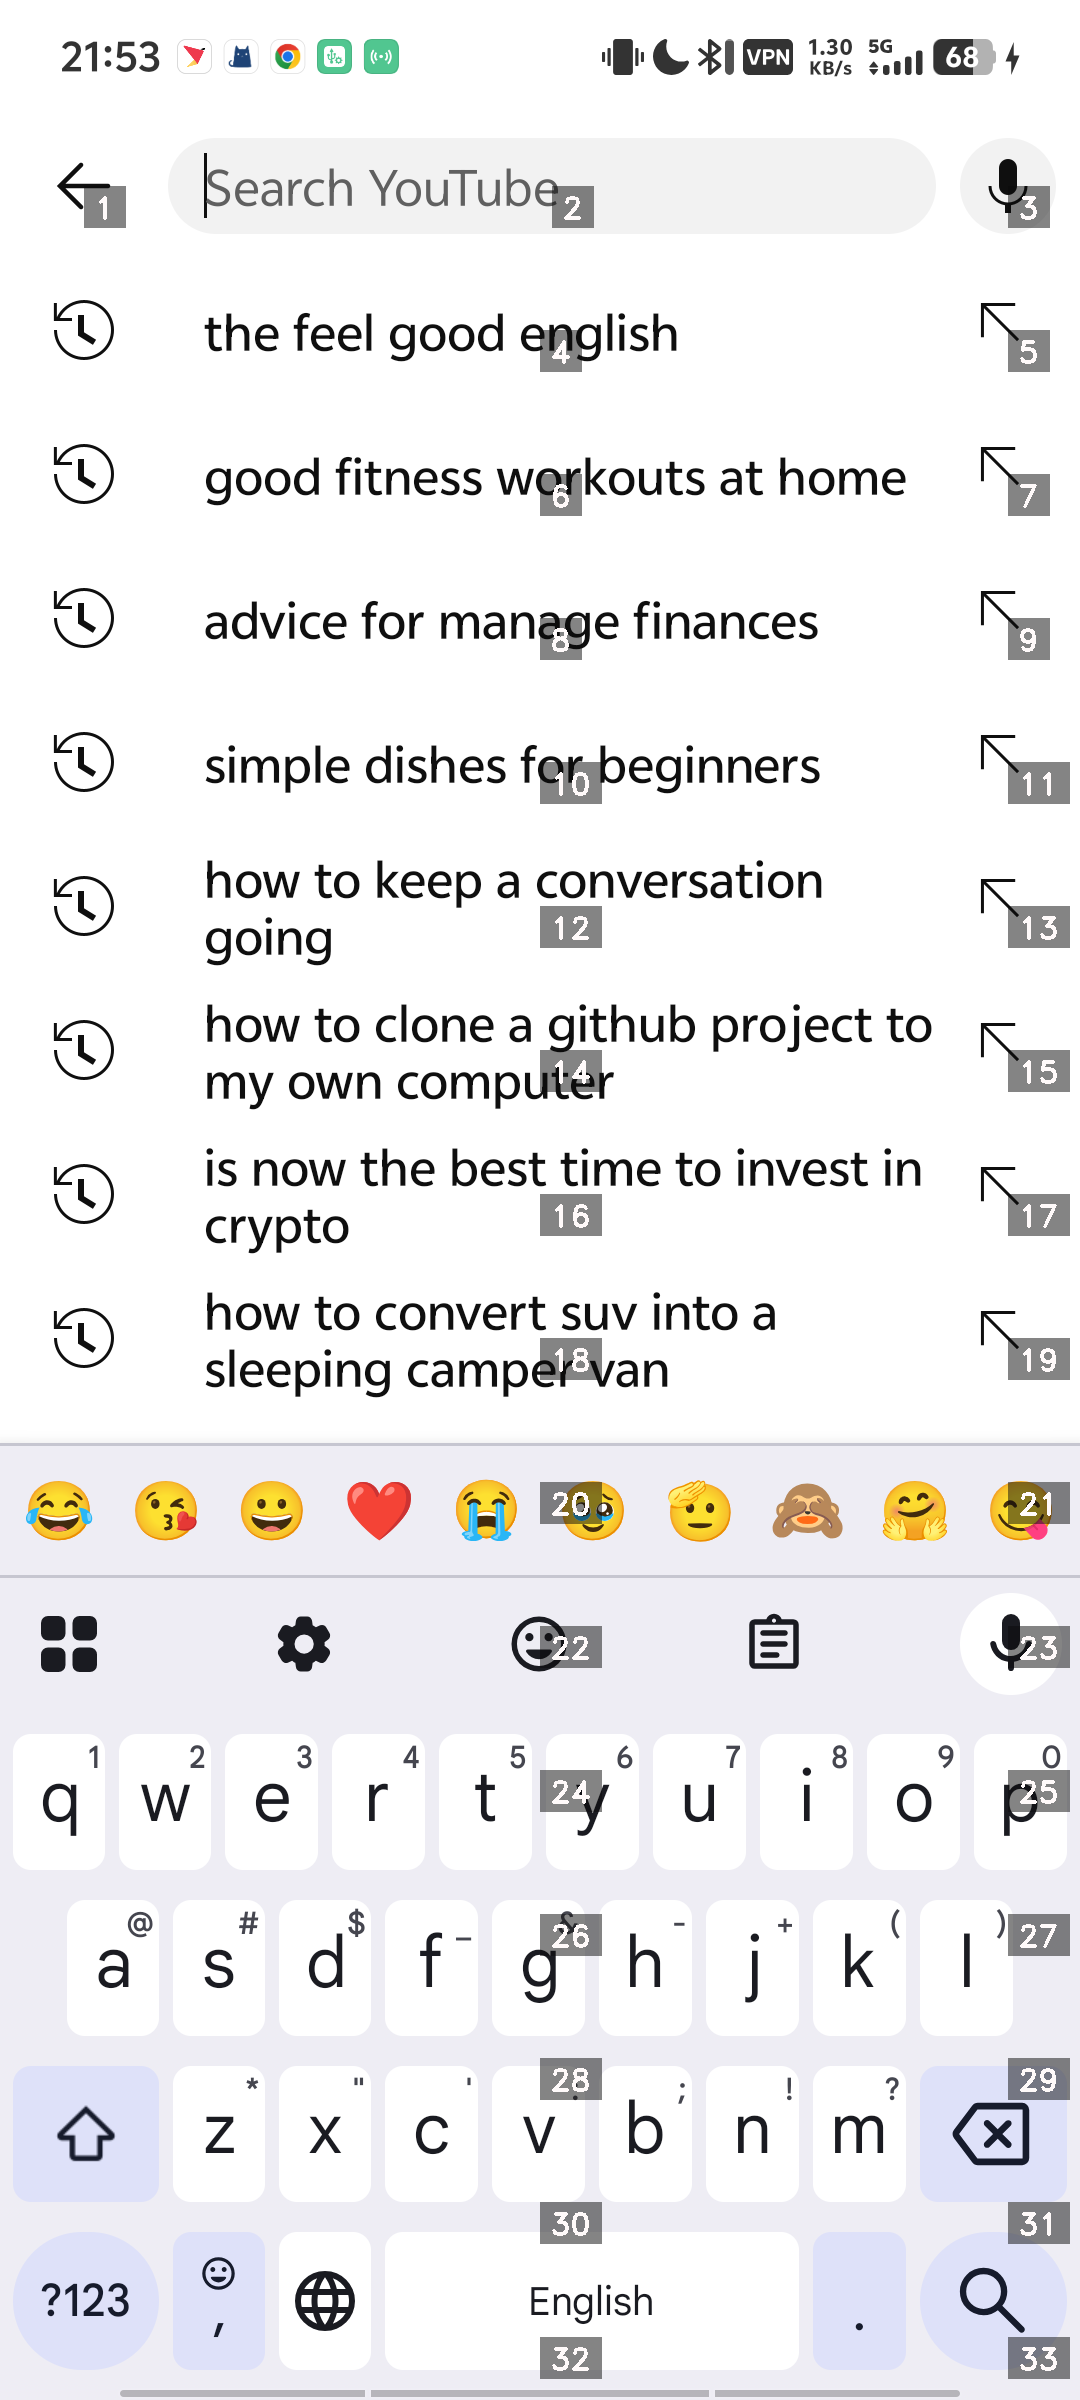 21:53 VPN 1.30 KB/s 5G 68
Search YouTube
1 2 3
the feel good english
4 5
good fitness workouts at home
6 7
advice for manage finances
8 9
simple dishes for beginners
10 11
how to keep a conversation
going
12 13
how to clone a github project to
my own computer
14 15
is now the best time to invest in
crypto
16 17
how to convert suv into a
sleeping camper van
18 19
20 21
22 23
1 2 3 4 5 6 7 8 9 0
q w e r t y u i o p
24 25
@ # $ _ & - + ( )
a s d f g h j k l
26 27
* " ' : ; ! ?
z x c v b n m
28 29
30 31
?123 , English .
32 33